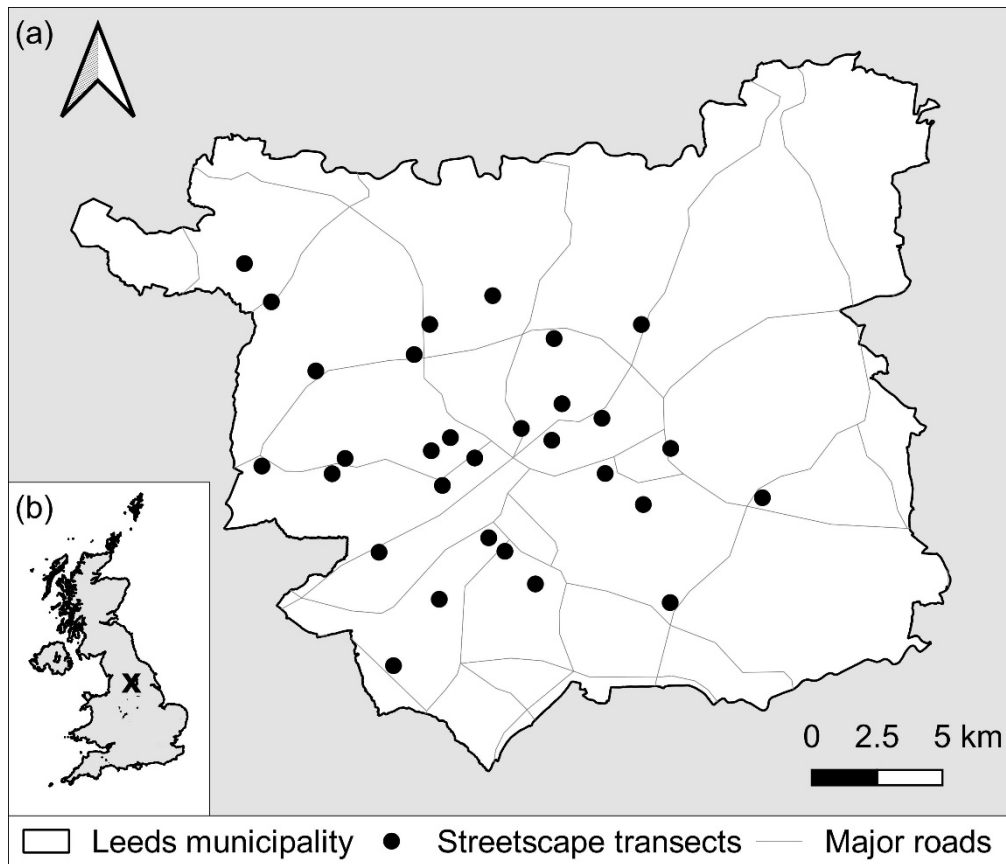 (a)
(b)
X
0 2.5 5 km
Leeds municipality Streetscape transects Major roads